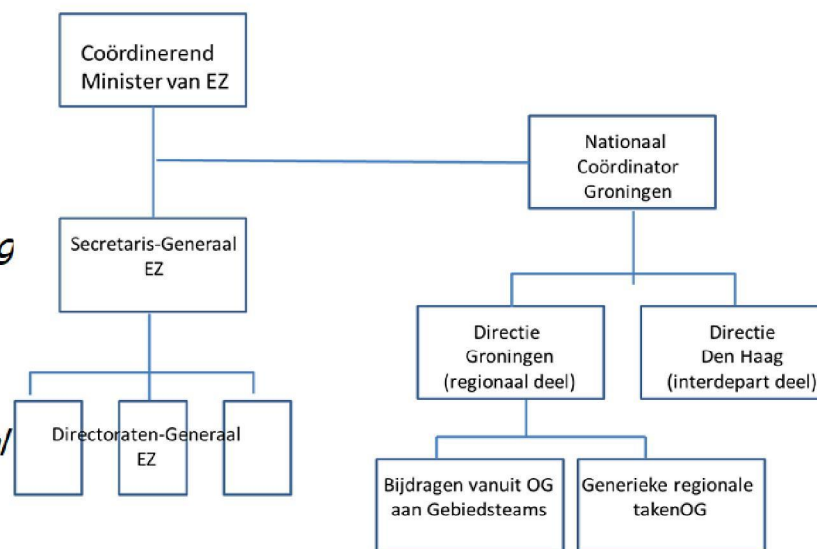 Coördinerend
Minister van EZ
Nationaal
Coördinator
Groningen
Secretaris-Generaal
EZ
Directie
Groningen
(regionaal deel)
Directie
Den Haag
(interdepart deel)
Directoraten-Generaal
EZ
Bijdragen vanuit OG
aan Gebiedsteams
Generieke regionale
takenOG